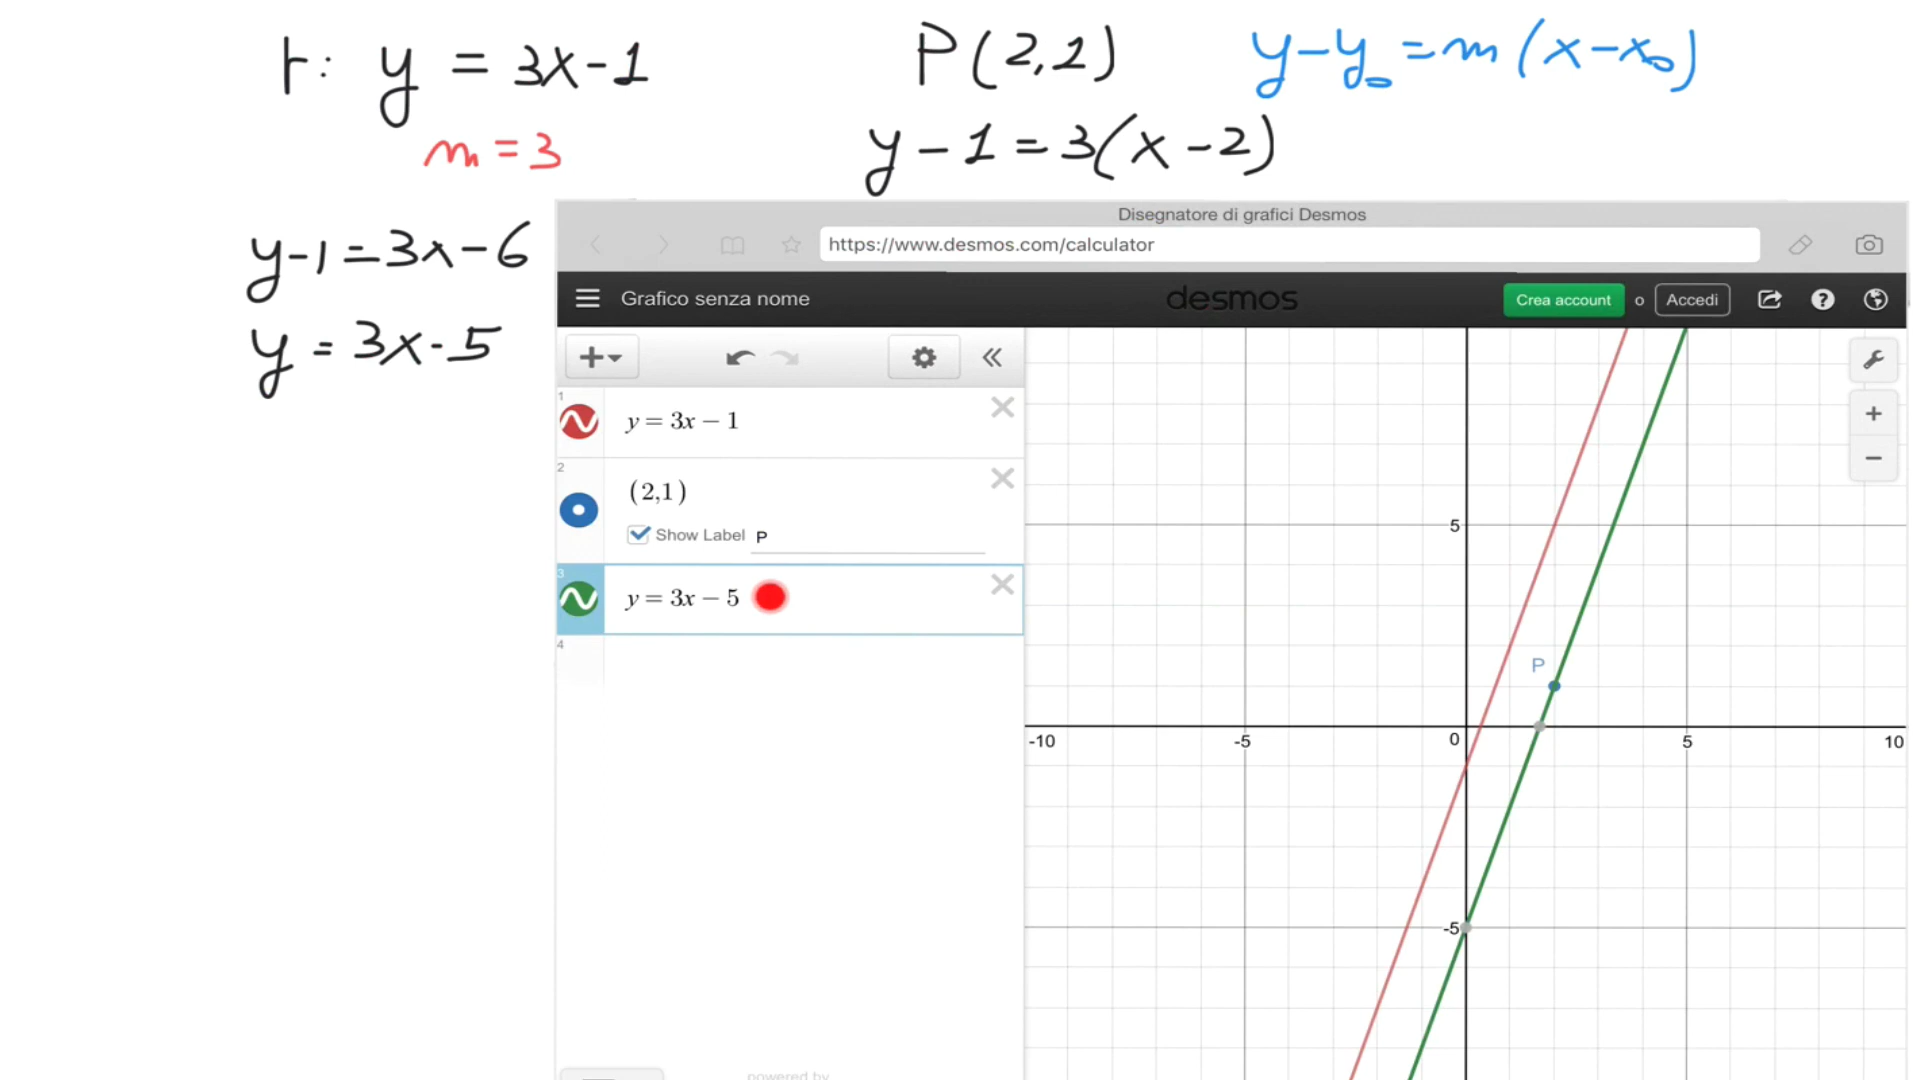 r: y = 3x-1
P(2,1)
y-y₀=m(x-x₀)
m=3
y-1=3(x-2)
y-1=3x-6
y=3x-5
Disegnatore di grafici Desmos
https://www.desmos.com/calculator
Grafico senza nome
desmos
Crea account o Accedi
1
y = 3x − 1
2
(2,1)
Show Label P
3
y = 3x − 5
4
powered by
5
P
-10 -5 0 5 10
-5